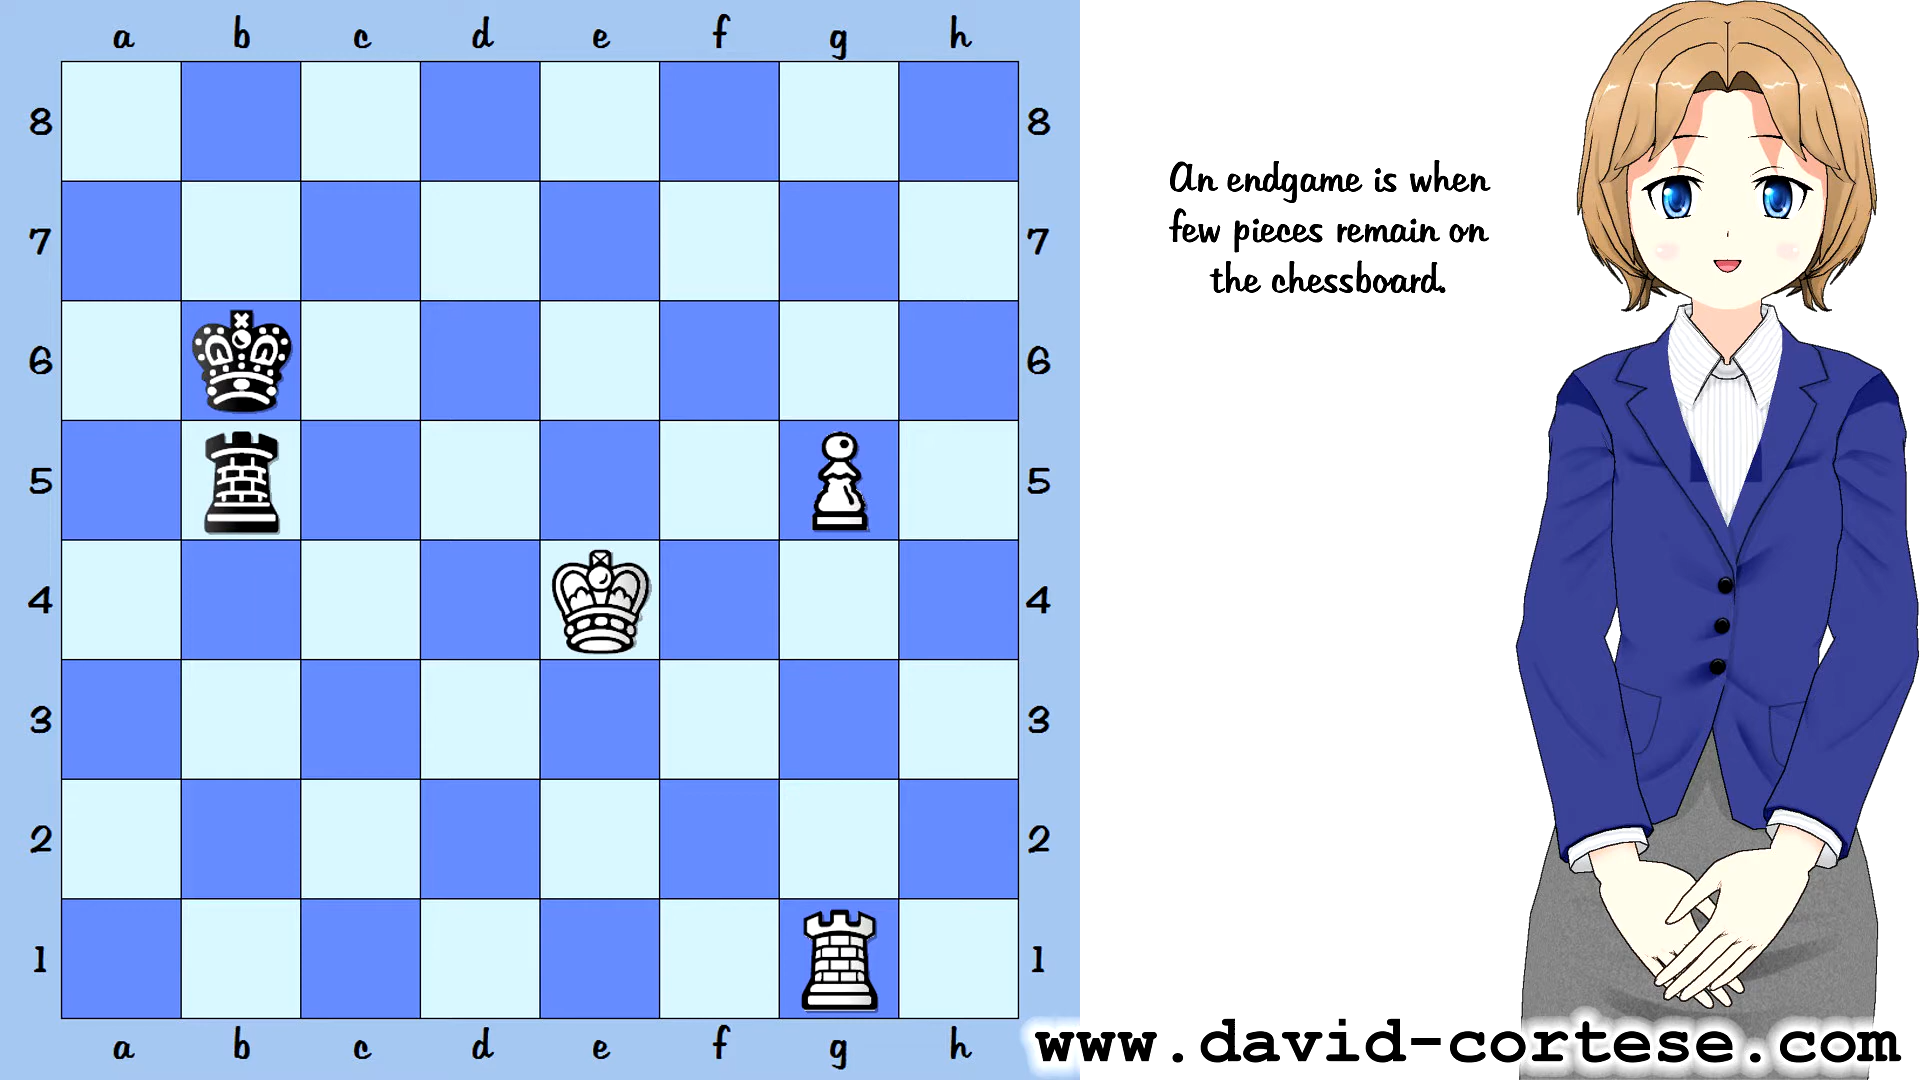 a b c d e f g h
8 8
7 7
6 6
5 5
4 4
3 3
2 2
1 1
a b c d e f g h
An endgame is when
few pieces remain on
the chessboard.
www.david-cortese.com